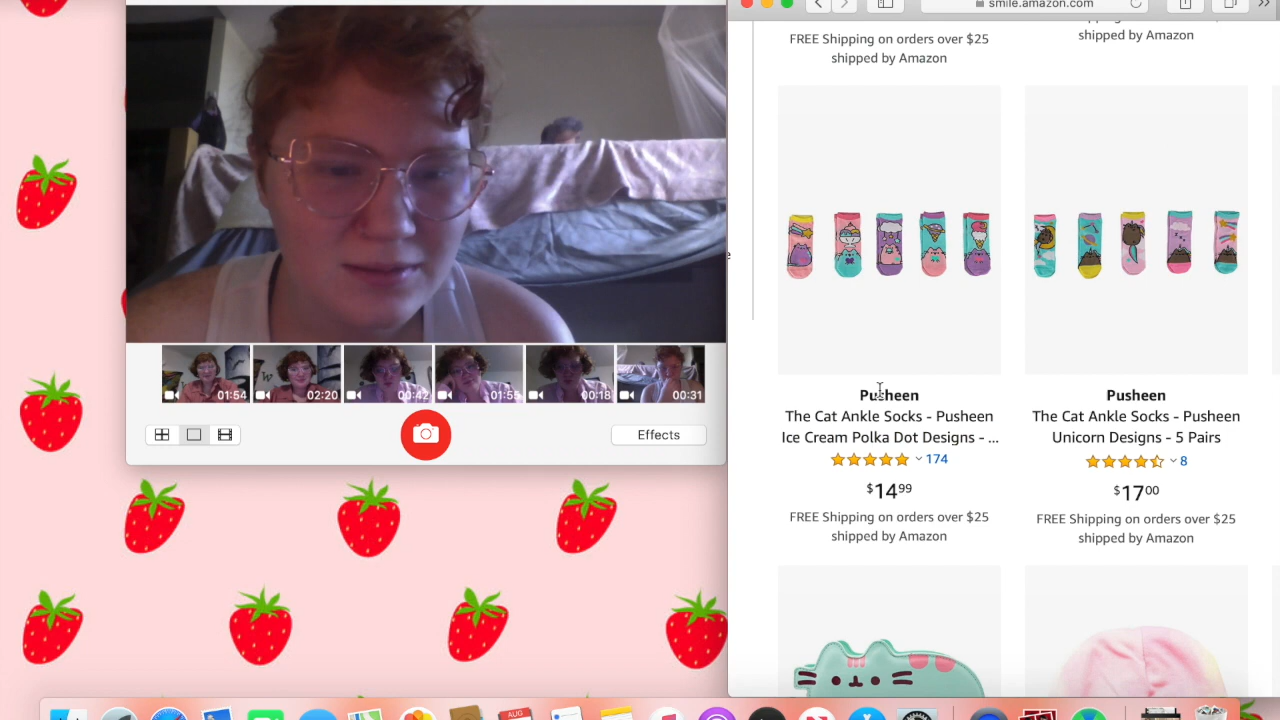 smile.amazon.com
FREE Shipping on orders over $25
shipped by Amazon
shipped by Amazon
01:54
02:20
00:42
00:18
00:31
Effects
Pusheen
The Cat Ankle Socks - Pusheen
Ice Cream Polka Dot Designs - ...
174
$14.99
FREE Shipping on orders over $25
shipped by Amazon
Pusheen
The Cat Ankle Socks - Pusheen
Unicorn Designs - 5 Pairs
8
$17.00
FREE Shipping on orders over $25
shipped by Amazon
AUG